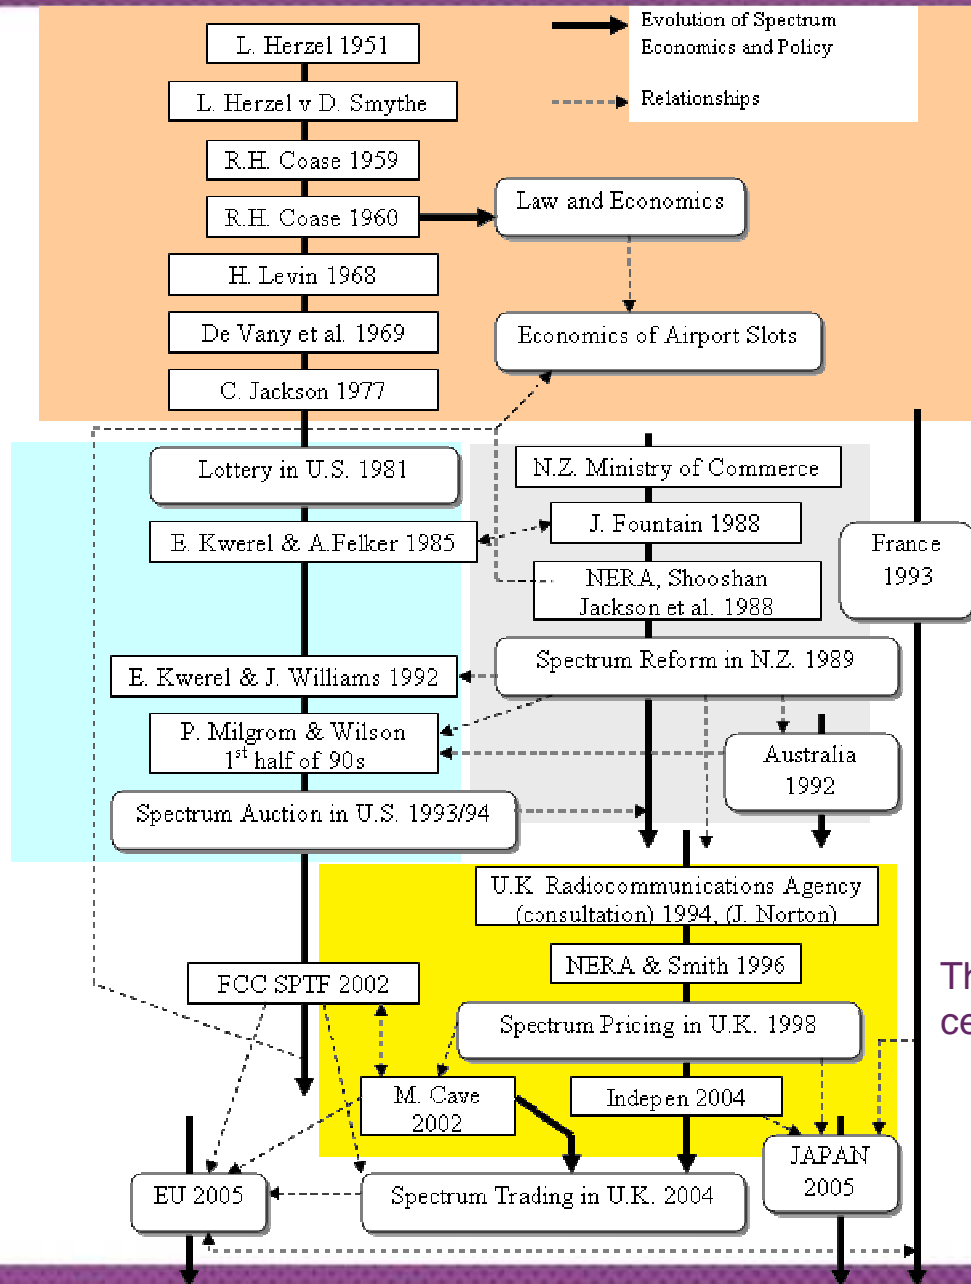 Evolution of Spectrum
Economics and Policy
Relationships
L. Herzel 1951
L. Herzel v D. Smythe
R.H. Coase 1959
R.H. Coase 1960
Law and Economics
H. Levin 1968
De Vany et al. 1969
Economics of Airport Slots
C. Jackson 1977
Lottery in U.S. 1981
N.Z. Ministry of Commerce
E. Kwerel & A.Felker 1985
J. Fountain 1988
France
1993
NERA, Shooshan
Jackson et al. 1988
Spectrum Reform in N.Z. 1989
E. Kwerel & J. Williams 1992
P. Milgrom & Wilson
1st half of 90s
Australia
1992
Spectrum Auction in U.S. 1993/94
U.K. Radiocommunications Agency
(consultation) 1994, (J. Norton)
NERA & Smith 1996
FCC SPTF 2002
Th
ce
Spectrum Pricing in U.K. 1998
M. Cave
2002
Indepen 2004
JAPAN
2005
EU 2005
Spectrum Trading in U.K. 2004